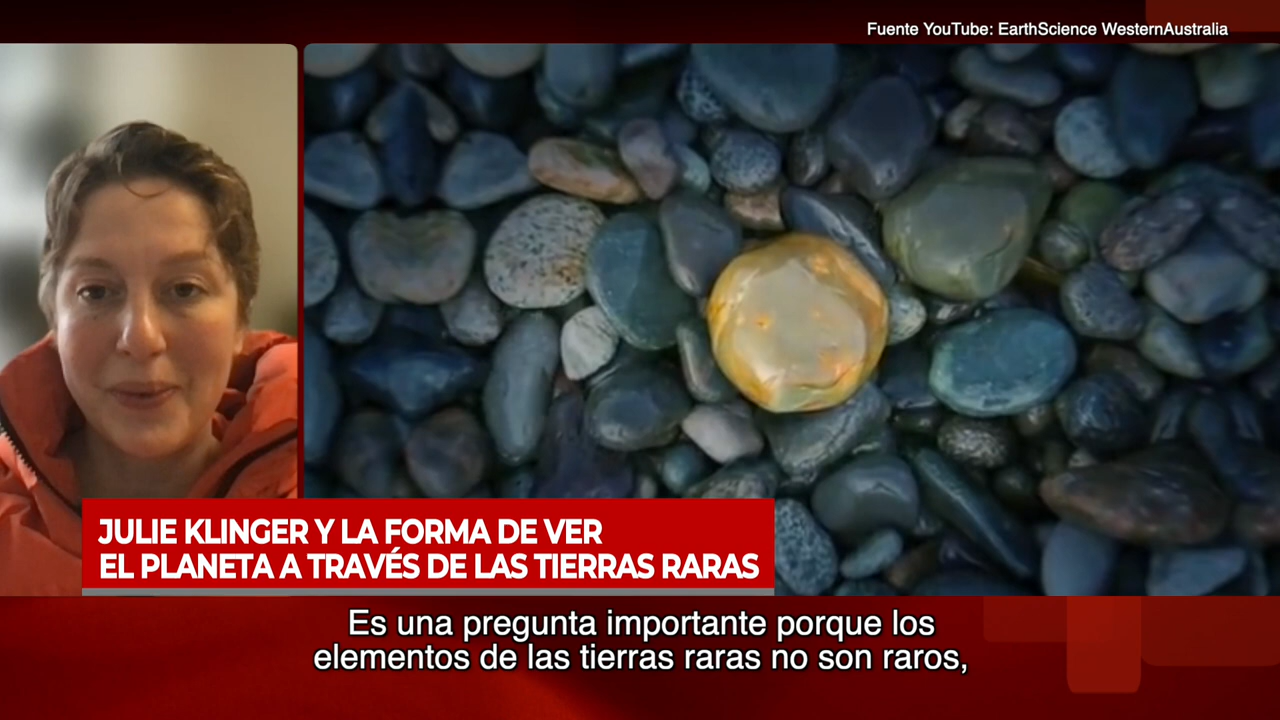 Fuente YouTube: EarthScience WesternAustralia
JULIE KLINGER Y LA FORMA DE VER
EL PLANETA A TRAVÉS DE LAS TIERRAS RARAS
Es una pregunta importante porque los
elementos de las tierras raras no son raros,